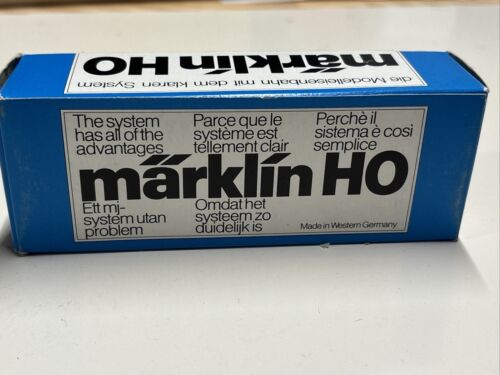 märklin HO
die Modelleisenbahn mit dem klaren System
The system
has all of the
advantages
Parce que le
système est
tellement clair
Perchè il
sistema è così
semplice
märklin HO
Ett mj-
system utan
problem
Omdat het
systeem zo
duidelijk is
Made in Western Germany